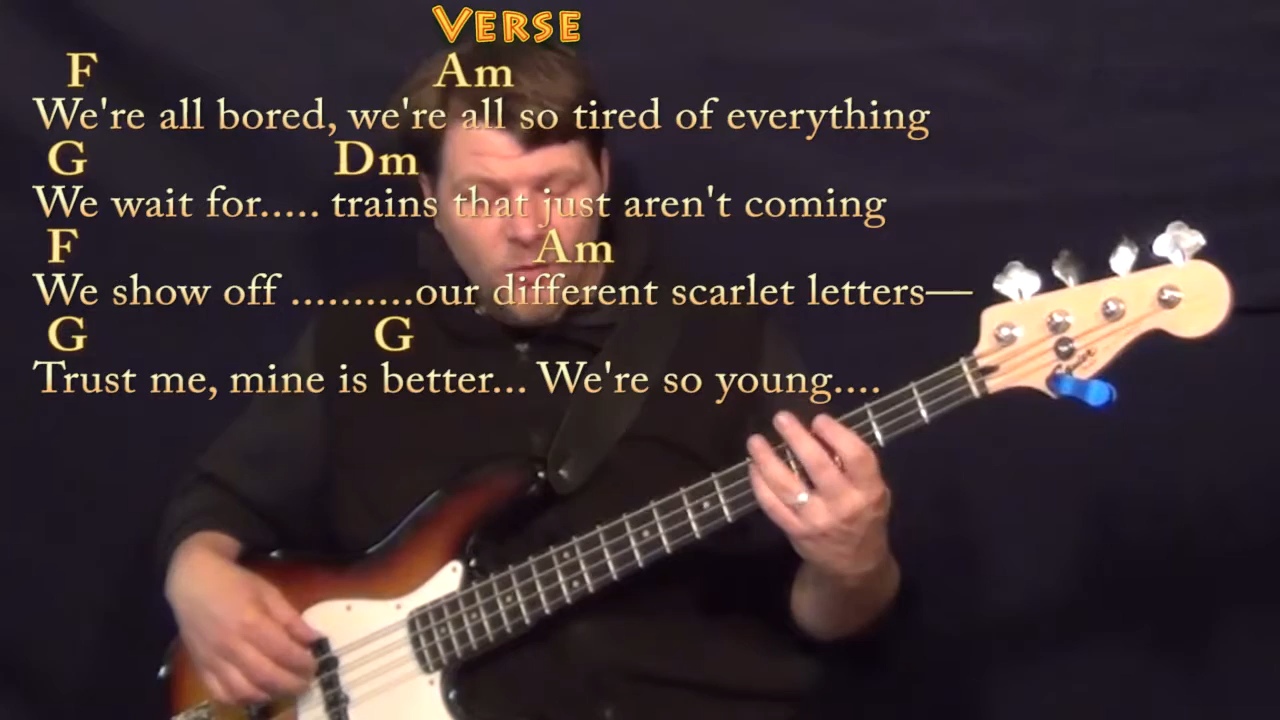 VERSE
F Am
We're all bored, we're all so tired of everything
G Dm
We wait for..... trains that just aren't coming
F Am
We show off ..........our different scarlet letters—
G G
Trust me, mine is better... We're so young....